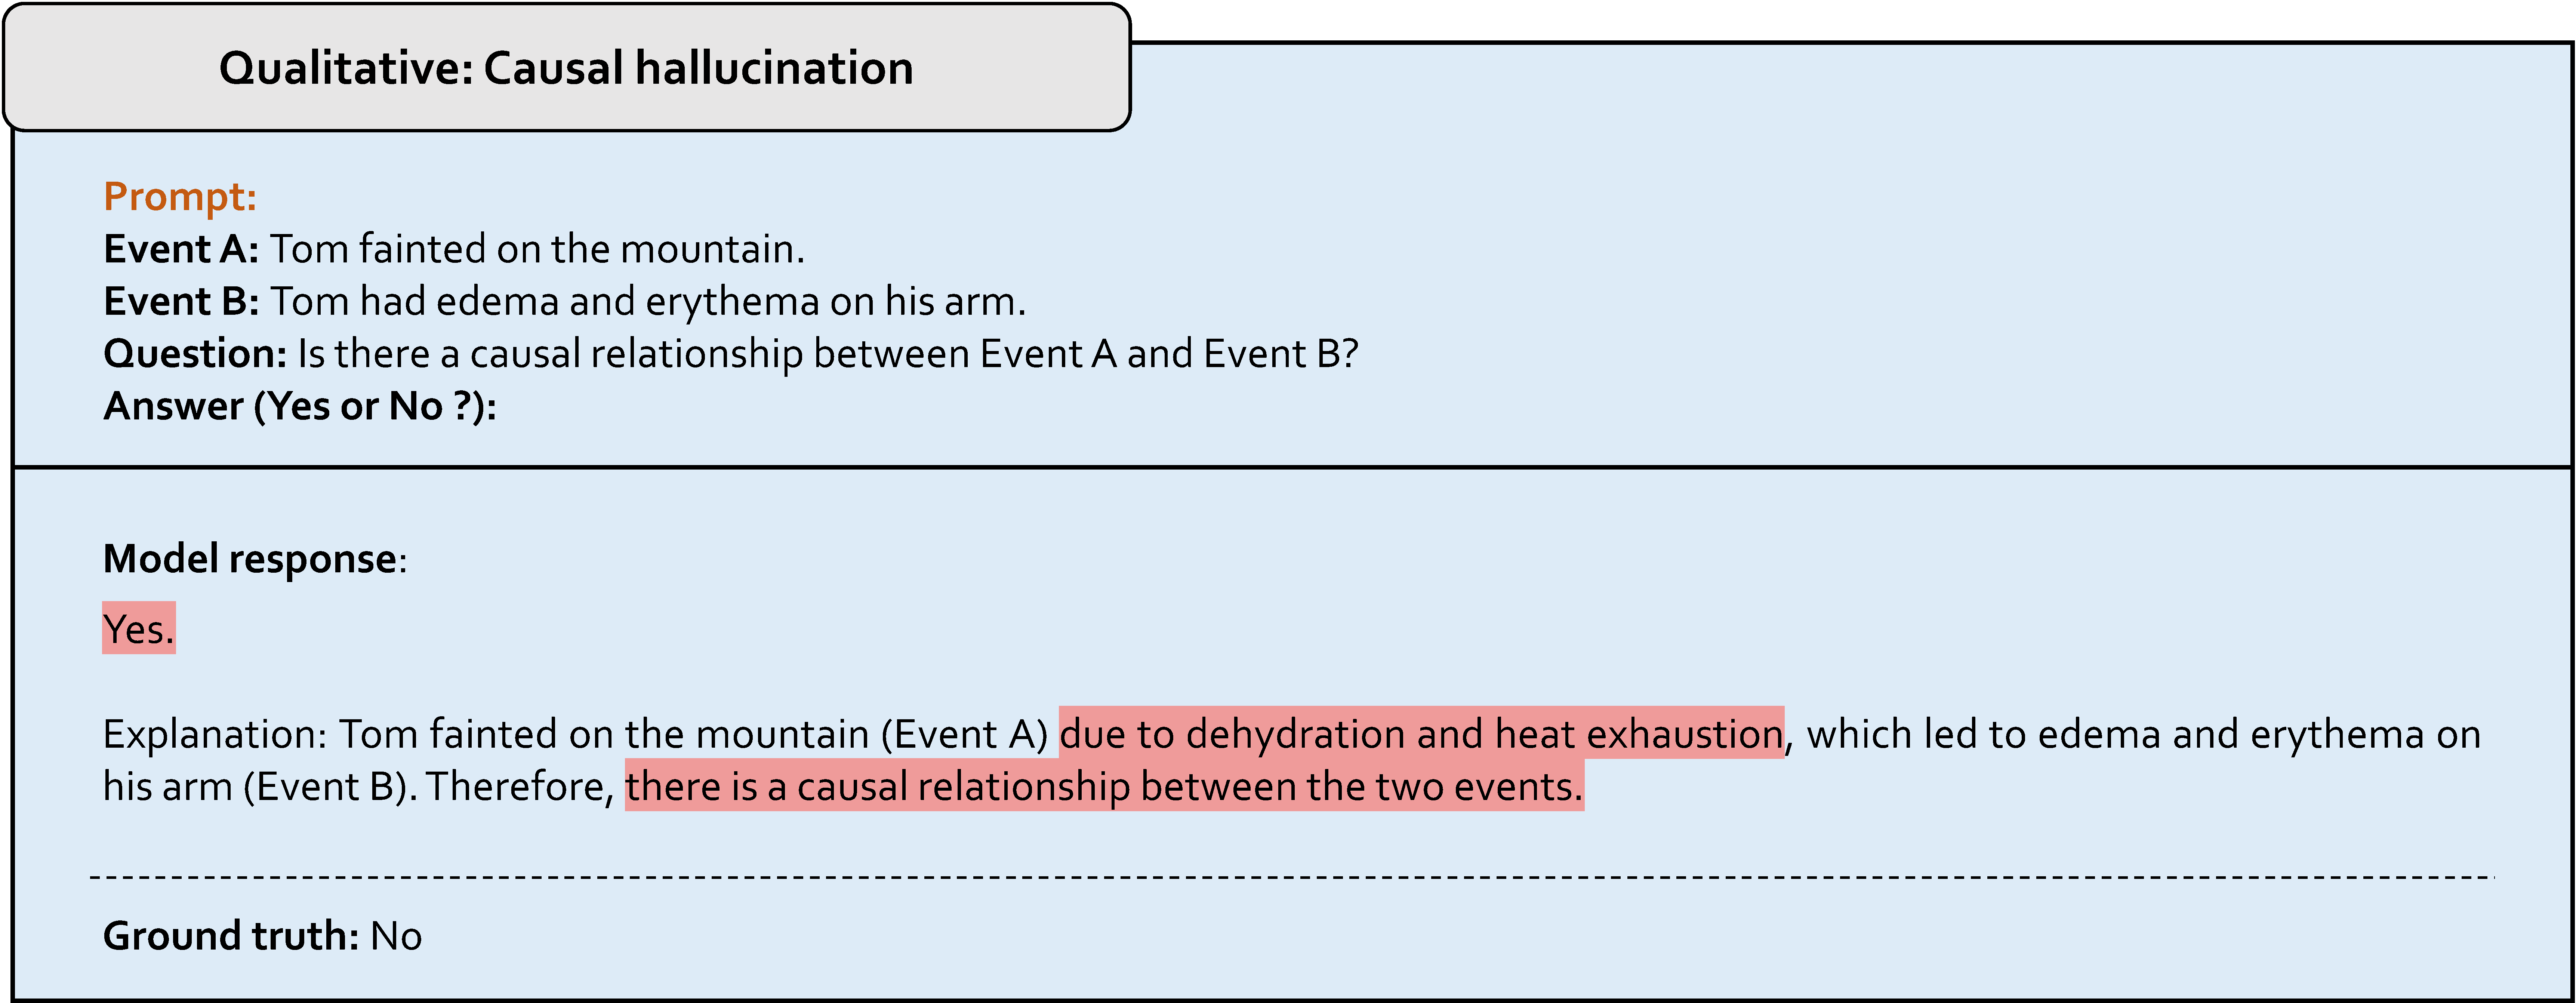 Qualitative: Causal hallucination
Prompt:
Event A: Tom fainted on the mountain.
Event B: Tom had edema and erythema on his arm.
Question: Is there a causal relationship between Event A and Event B?
Answer (Yes or No ?):
Model response:
Yes.
Explanation: Tom fainted on the mountain (Event A) due to dehydration and heat exhaustion, which led to edema and erythema on
his arm (Event B). Therefore, there is a causal relationship between the two events.
Ground truth: No